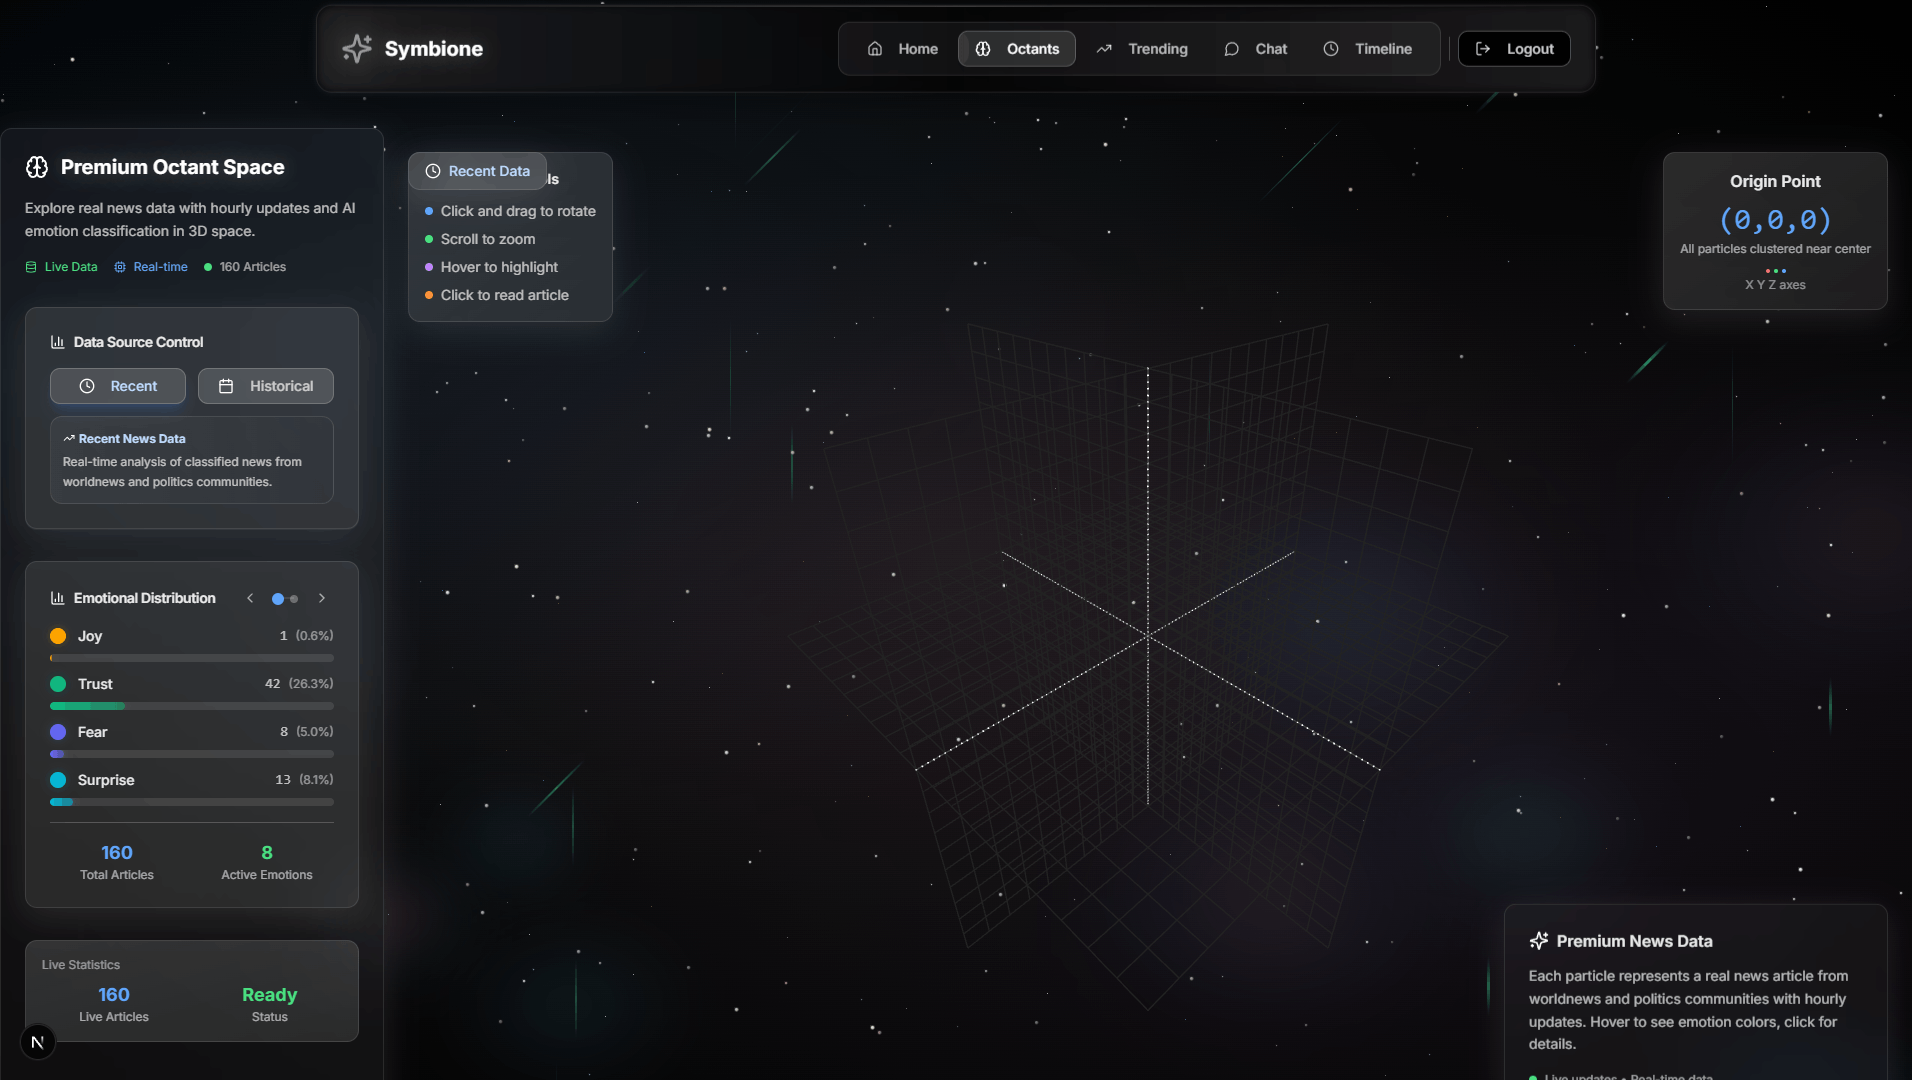 Symbione
Home
Octants
Trending
Chat
Timeline
Logout
Premium Octant Space
Explore real news data with hourly updates and AI
emotion classification in 3D space.
Live Data
Real-time
160 Articles
Data Source Control
Recent
Historical
Recent News Data
Real-time analysis of classified news from
worldnews and politics communities.
Emotional Distribution
Joy
1 (0.6%)
Trust
42 (26.3%)
Fear
8 (5.0%)
Surprise
13 (8.1%)
160
Total Articles
8
Active Emotions
Live Statistics
160
Live Articles
Ready
Status
N
Recent Data
ls
Click and drag to rotate
Scroll to zoom
Hover to highlight
Click to read article
Origin Point
(0,0,0)
All particles clustered near center
X Y Z axes
Premium News Data
Each particle represents a real news article from
worldnews and politics communities with hourly
updates. Hover to see emotion colors, click for
details.
Live updates • Real-time data